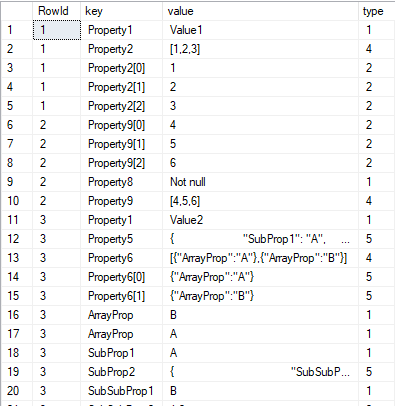 RowId key value type
1 1 Property1 Value1 1
2 1 Property2 [1,2,3] 4
3 1 Property2[0] 1 2
4 1 Property2[1] 2 2
5 1 Property2[2] 3 2
6 2 Property9[0] 4 2
7 2 Property9[1] 5 2
8 2 Property9[2] 6 2
9 2 Property8 Not null 1
10 2 Property9 [4,5,6] 4
11 3 Property1 Value2 1
12 3 Property5 { "SubProp1": "A", ... 5
13 3 Property6 [{"ArrayProp":"A"},{"ArrayProp":"B"}] 4
14 3 Property6[0] {"ArrayProp":"A"} 5
15 3 Property6[1] {"ArrayProp":"B"} 5
16 3 ArrayProp B 1
17 3 ArrayProp A 1
18 3 SubProp1 A 1
19 3 SubProp2 { "SubSubP... 5
20 3 SubSubProp1 B 1